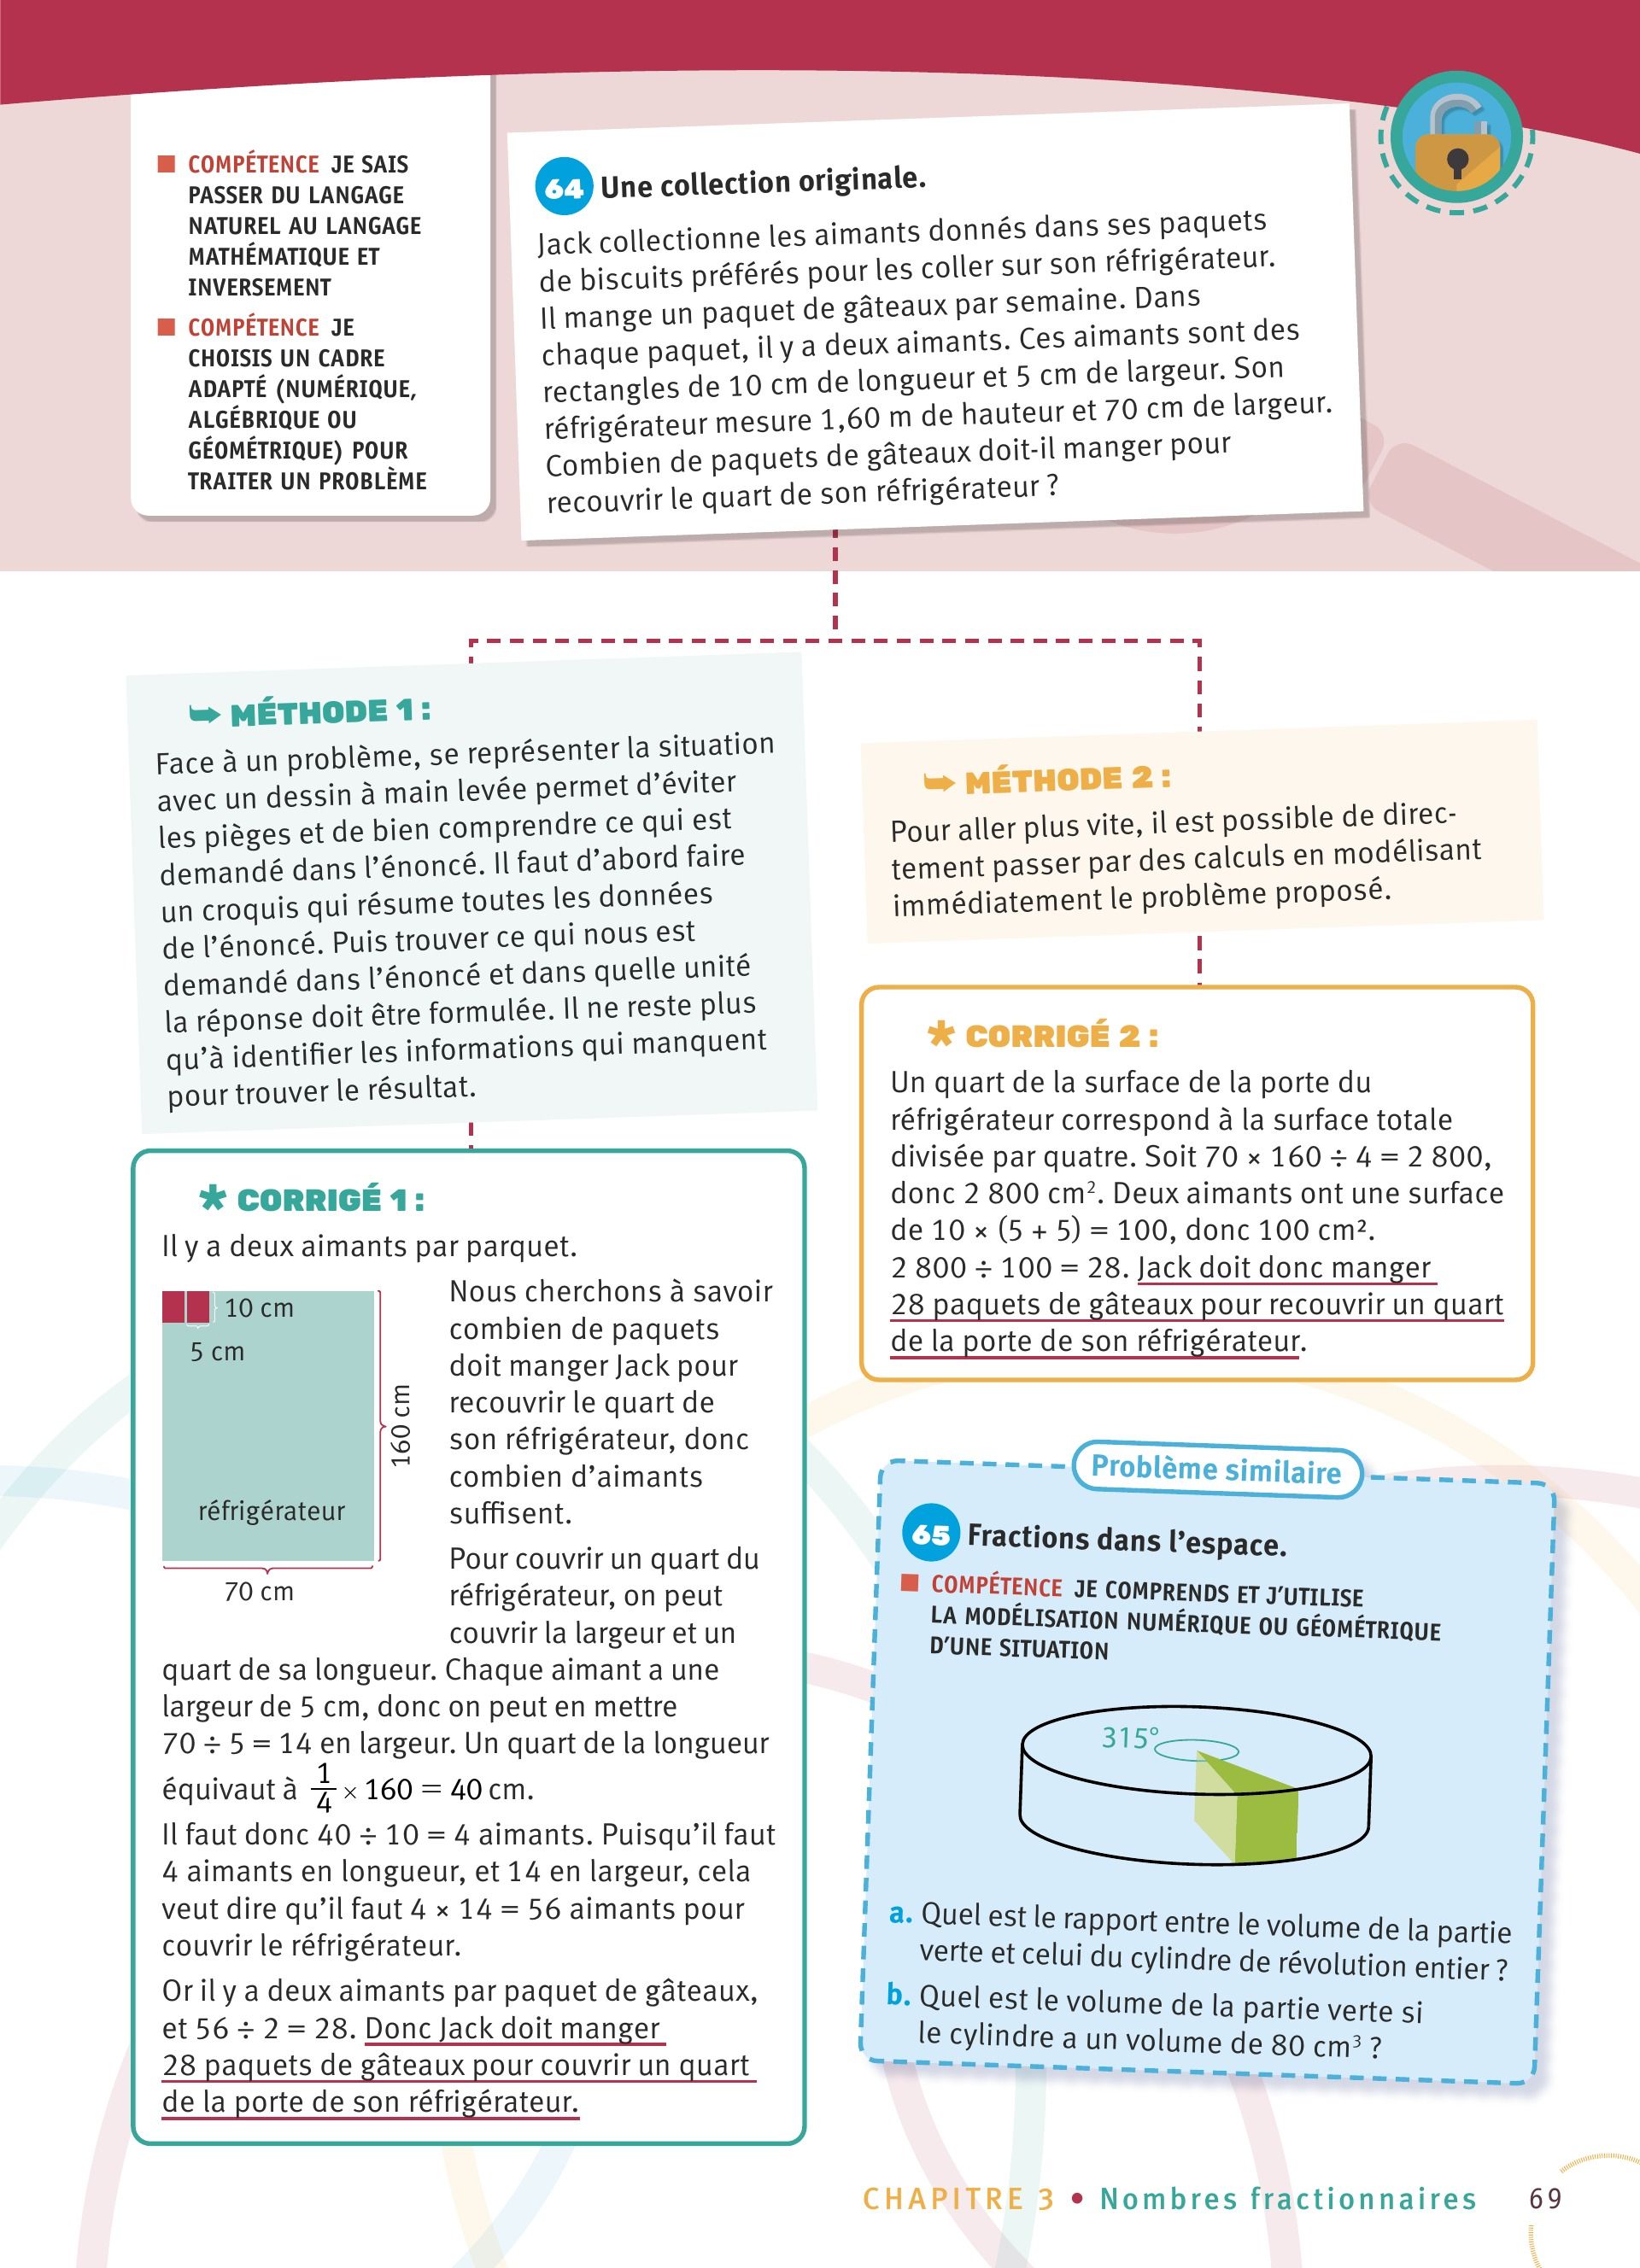 COMPÉTENCE JE SAIS
PASSER DU LANGAGE
NATUREL AU LANGAGE
MATHÉMATIQUE ET
INVERSEMENT
COMPÉTENCE JE
CHOISIS UN CADRE
ADAPTÉ (NUMÉRIQUE,
ALGÉBRIQUE OU
GÉOMÉTRIQUE) POUR
TRAITER UN PROBLÈME
64 Une collection originale.
Jack collectionne les aimants donnés dans ses paquets
de biscuits préférés pour les coller sur son réfrigérateur.
Il mange un paquet de gâteaux par semaine. Dans
chaque paquet, il y a deux aimants. Ces aimants sont des
rectangles de 10 cm de longueur et 5 cm de largeur. Son
réfrigérateur mesure 1,60 m de hauteur et 70 cm de largeur.
Combien de paquets de gâteaux doit-il manger pour
recouvrir le quart de son réfrigérateur ?
MÉTHODE 1 :
Face à un problème, se représenter la situation
avec un dessin à main levée permet d'éviter
les pièges et de bien comprendre ce qui est
demandé dans l'énoncé. Il faut d'abord faire
un croquis qui résume toutes les données
de l'énoncé. Puis trouver ce qui nous est
demandé dans l'énoncé et dans quelle unité
la réponse doit être formulée. Il ne reste plus
qu'à identifier les informations qui manquent
pour trouver le résultat.
* CORRIGÉ 1 :
Il y a deux aimants par parquet.
10 cm
5 cm
160 cm
réfrigérateur
70 cm
Nous cherchons à savoir
combien de paquets
doit manger Jack pour
recouvrir le quart de
son réfrigérateur, donc
combien d'aimants
suffisent.
Pour couvrir un quart du
réfrigérateur, on peut
couvrir la largeur et un
quart de sa longueur. Chaque aimant a une
largeur de 5 cm, donc on peut en mettre
70 ÷ 5 = 14 en largeur. Un quart de la longueur
équivaut à 1/4 × 160 = 40 cm.
Il faut donc 40 ÷ 10 = 4 aimants. Puisqu'il faut
4 aimants en longueur, et 14 en largeur, cela
veut dire qu'il faut 4 × 14 = 56 aimants pour
couvrir le réfrigérateur.
Or il y a deux aimants par paquet de gâteaux,
et 56 ÷ 2 = 28. Donc Jack doit manger
28 paquets de gâteaux pour couvrir un quart
de la porte de son réfrigérateur.
MÉTHODE 2 :
Pour aller plus vite, il est possible de direc-
tement passer par des calculs en modélisant
immédiatement le problème proposé.
* CORRIGÉ 2 :
Un quart de la surface de la porte du
réfrigérateur correspond à la surface totale
divisée par quatre. Soit 70 × 160 ÷ 4 = 2 800,
donc 2 800 cm². Deux aimants ont une surface
de 10 × (5 + 5) = 100, donc 100 cm².
2 800 ÷ 100 = 28. Jack doit donc manger
28 paquets de gâteaux pour recouvrir un quart
de la porte de son réfrigérateur.
Problème similaire
65 Fractions dans l'espace.
COMPÉTENCE JE COMPRENDS ET J'UTILISE
LA MODÉLISATION NUMÉRIQUE OU GÉOMÉTRIQUE
D'UNE SITUATION
315°
a. Quel est le rapport entre le volume de la partie
verte et celui du cylindre de révolution entier ?
b. Quel est le volume de la partie verte si
le cylindre a un volume de 80 cm³ ?
CHAPITRE 3 • Nombres fractionnaires 69